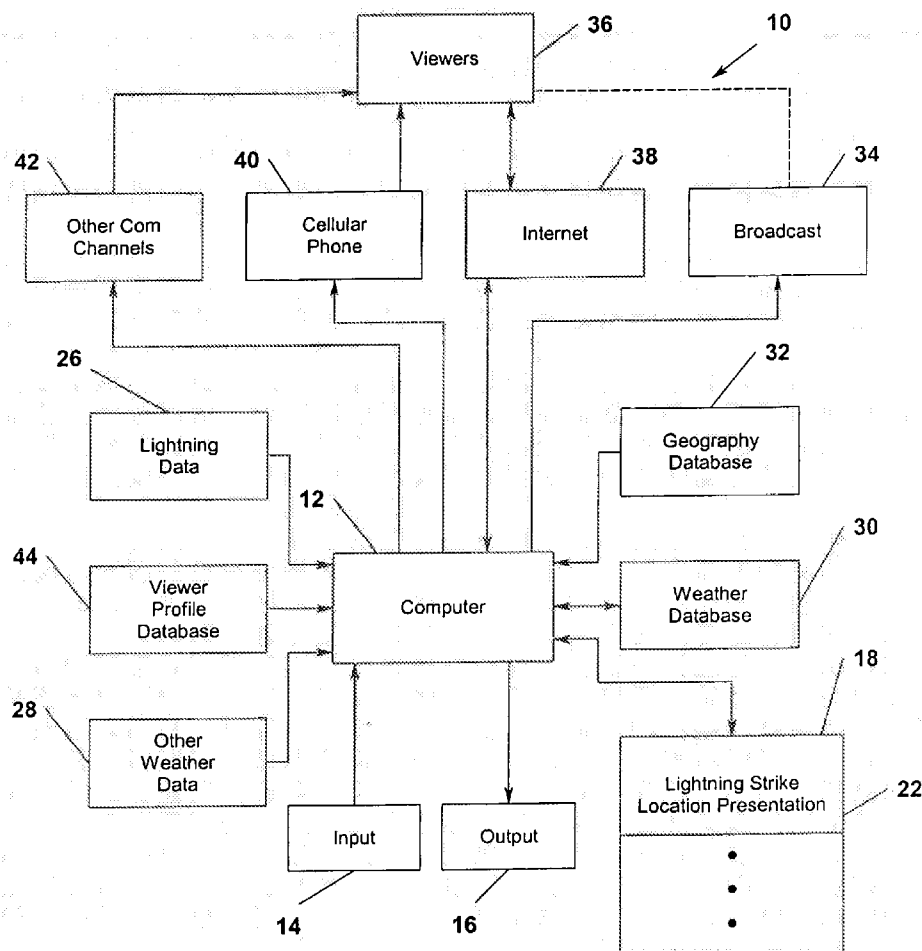 36
10
Viewers
42
40
38
34
Other Com
Channels
Cellular
Phone
Internet
Broadcast
26
32
Lightning
Data
Geography
Database
12
44
30
Viewer
Profile
Database
Computer
Weather
Database
18
28
Other
Weather
Data
Lightning Strike
Location Presentation
22
Input
Output
14
16